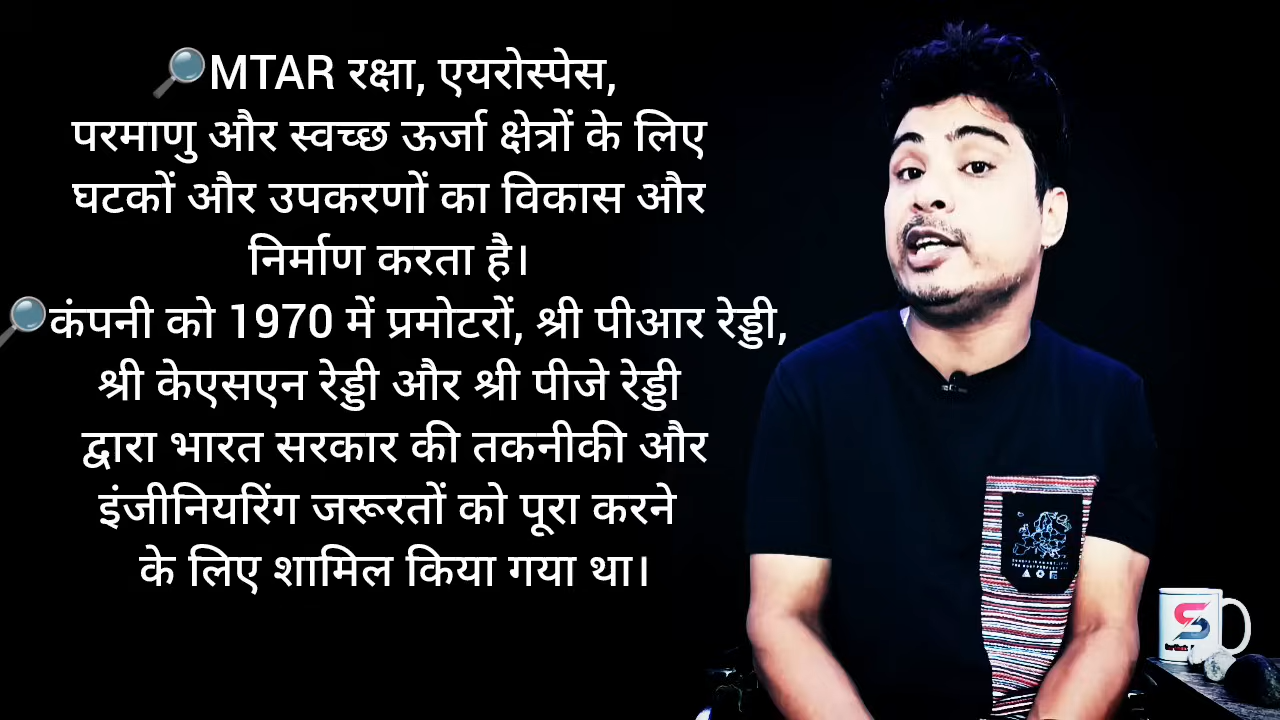 MTAR रक्षा, एयरोस्पेस,
परमाणु और स्वच्छ ऊर्जा क्षेत्रों के लिए
घटकों और उपकरणों का विकास और
निर्माण करता है।
कंपनी को 1970 में प्रमोटरों, श्री पीआर रेड्डी,
श्री केएसएन रेड्डी और श्री पीजे रेड्डी
द्वारा भारत सरकार की तकनीकी और
इंजीनियरिंग जरूरतों को पूरा करने
के लिए शामिल किया गया था।